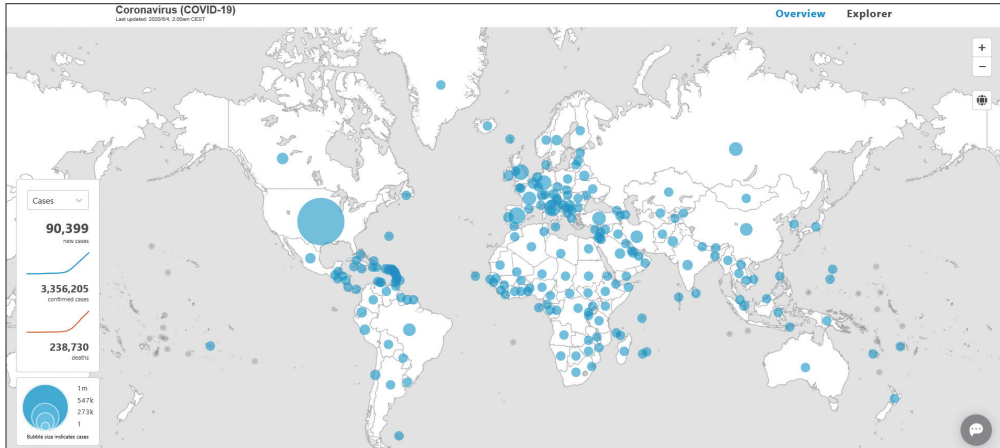 Coronavirus (COVID-19)
Last updated: 2020/5/4, 2:00am CEST
Overview Explorer
+
−
Cases
90,399
new cases
3,356,205
confirmed cases
238,730
deaths
1m
547k
273k
1
Bubble size indicates cases